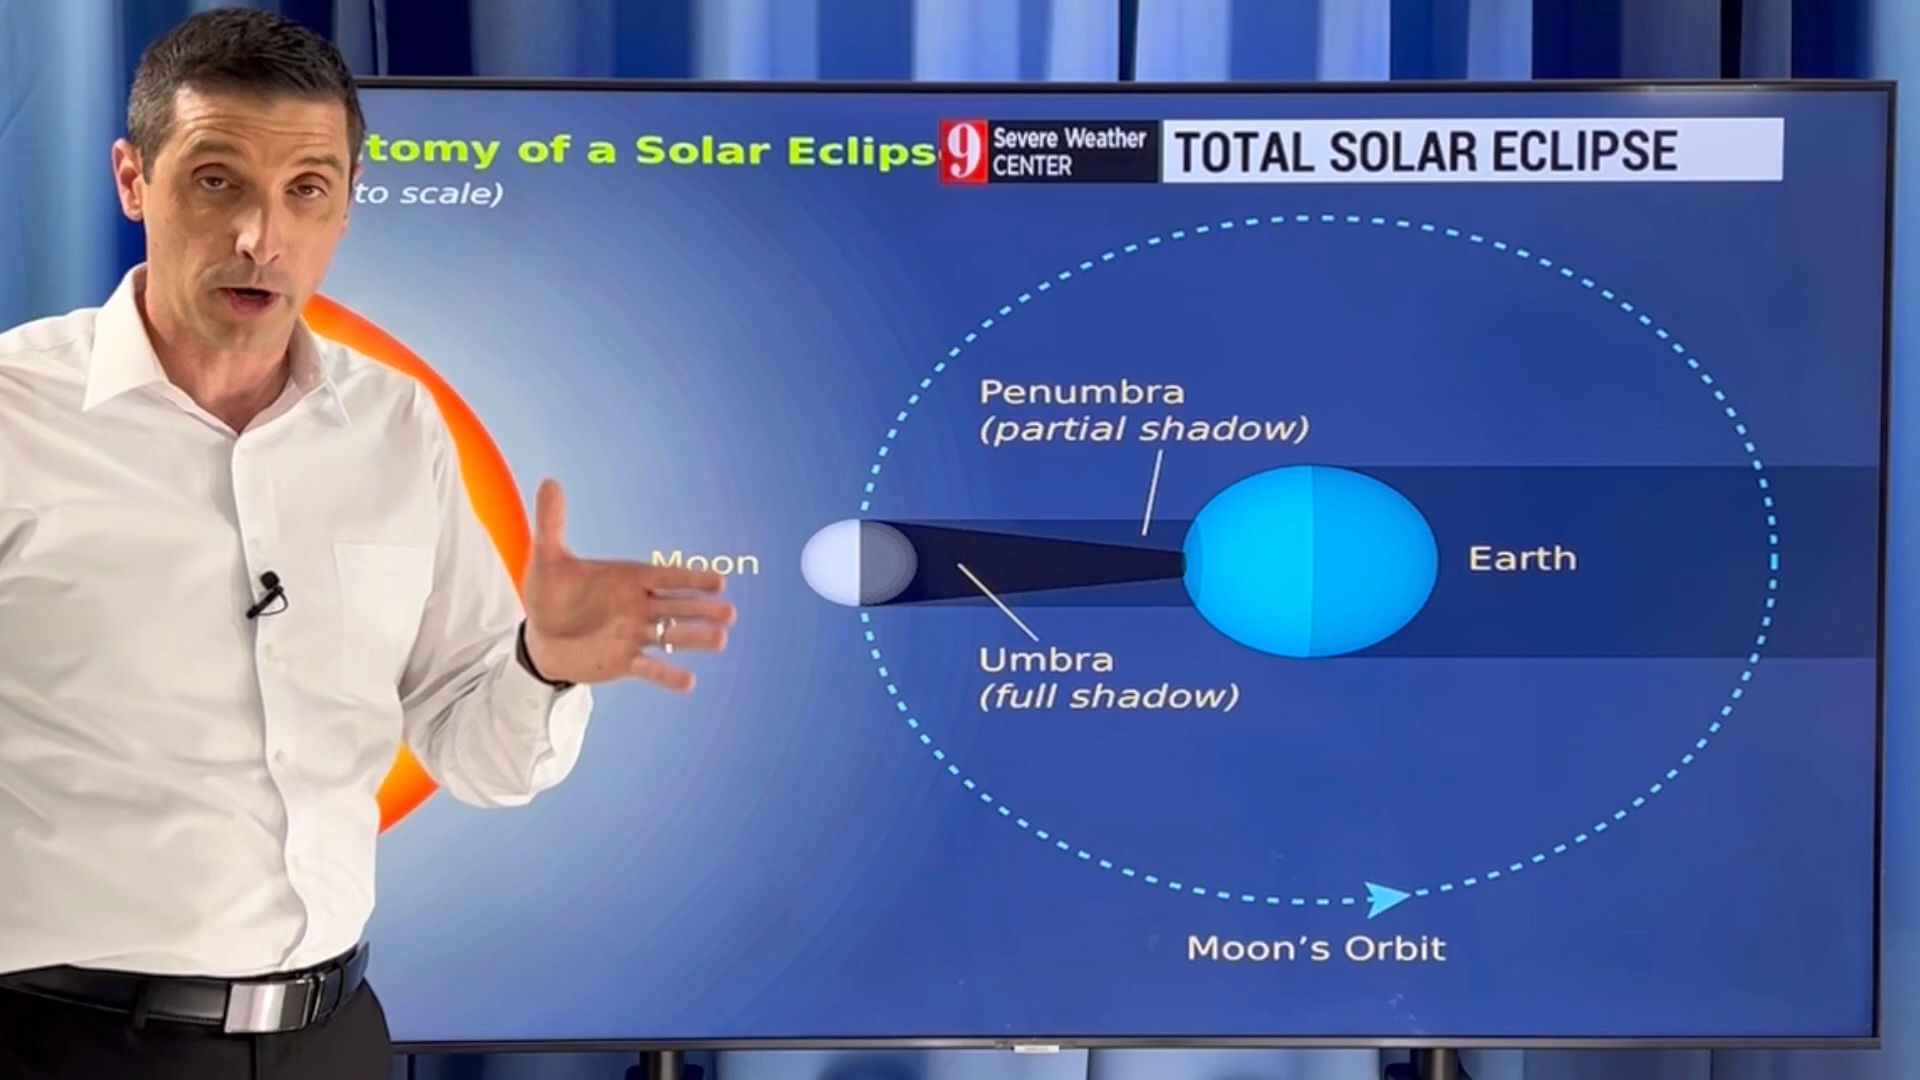 tomy of a Solar Eclips
to scale)
9
Severe Weather
CENTER
TOTAL SOLAR ECLIPSE
Penumbra
(partial shadow)
Moon
Earth
Umbra
(full shadow)
Moon's Orbit